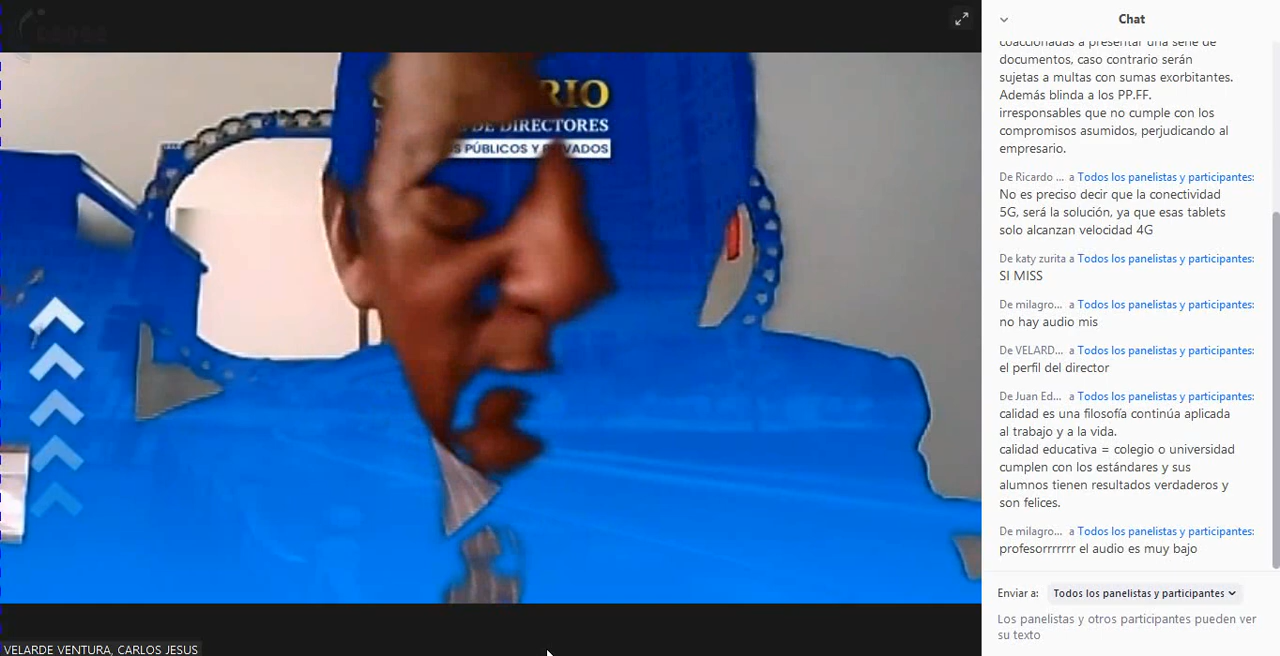 RIO
DE DIRECTORES
S PÚBLICOS Y PRIVADOS
VELARDE VENTURA, CARLOS JESUS
Chat
coaccionadas a presentar una serie de
documentos, caso contrario serán
sujetas a multas con sumas exorbitantes.
Además blinda a los PP.FF.
irresponsables que no cumple con los
compromisos asumidos, perjudicando al
empresario.
De Ricardo ... a Todos los panelistas y participantes:
No es preciso decir que la conectividad
5G, será la solución, ya que esas tablets
solo alcanzan velocidad 4G
De katy zurita a Todos los panelistas y participantes:
SI MISS
De milagro... a Todos los panelistas y participantes:
no hay audio mis
De VELARD... a Todos los panelistas y participantes:
el perfil del director
De Juan Ed... a Todos los panelistas y participantes:
calidad es una filosofía continúa aplicada
al trabajo y a la vida.
calidad educativa = colegio o universidad
cumplen con los estándares y sus
alumnos tienen resultados verdaderos y
son felices.
De milagro... a Todos los panelistas y participantes:
profesorrrrrrr el audio es muy bajo
Enviar a: Todos los panelistas y participantes
Los panelistas y otros participantes pueden ver
su texto